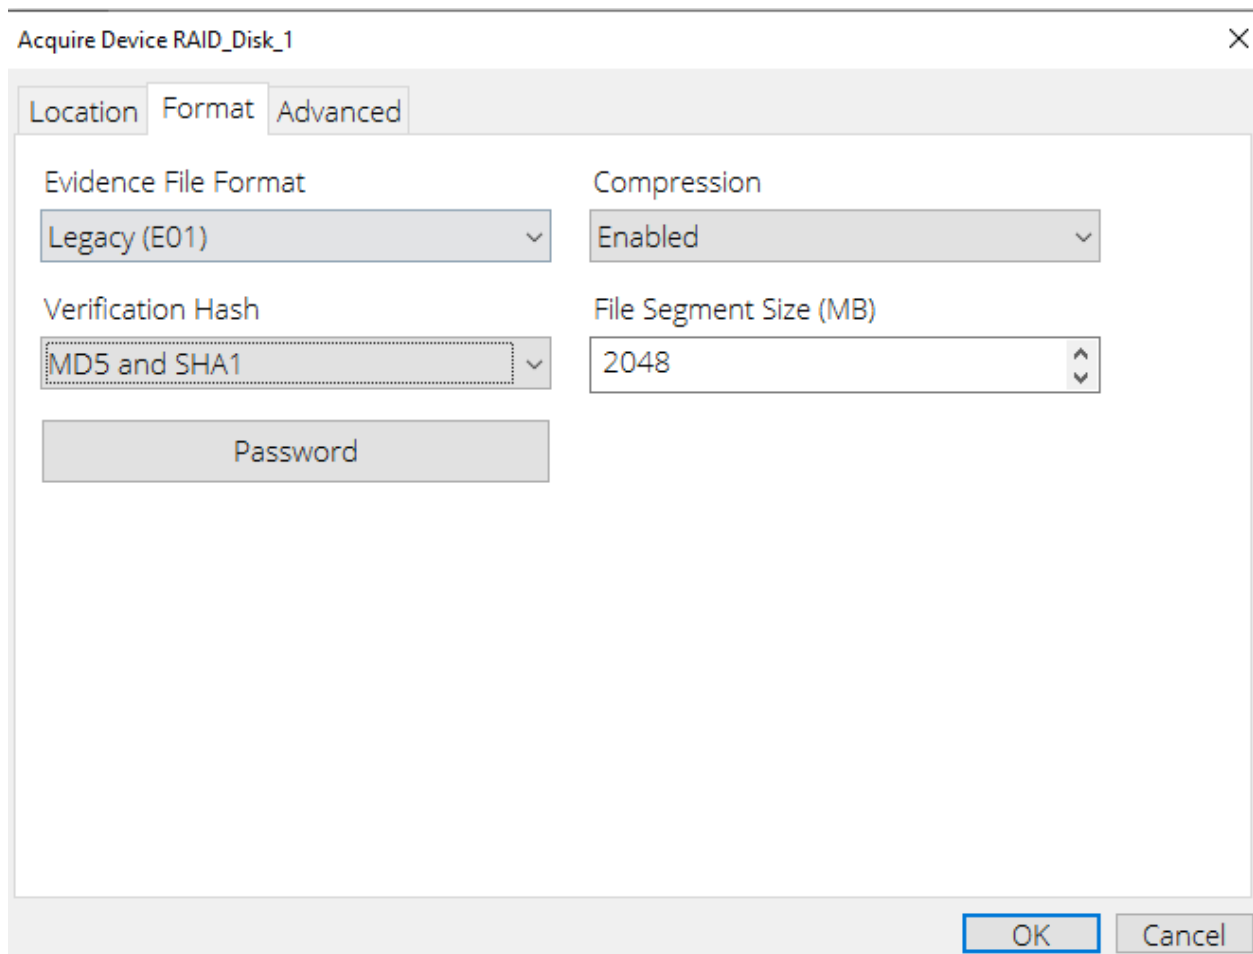 Acquire Device RAID_Disk_1
Location Format Advanced
Evidence File Format Compression
Legacy (E01) Enabled
Verification Hash File Segment Size (MB)
MD5 and SHA1 2048
Password
OK Cancel